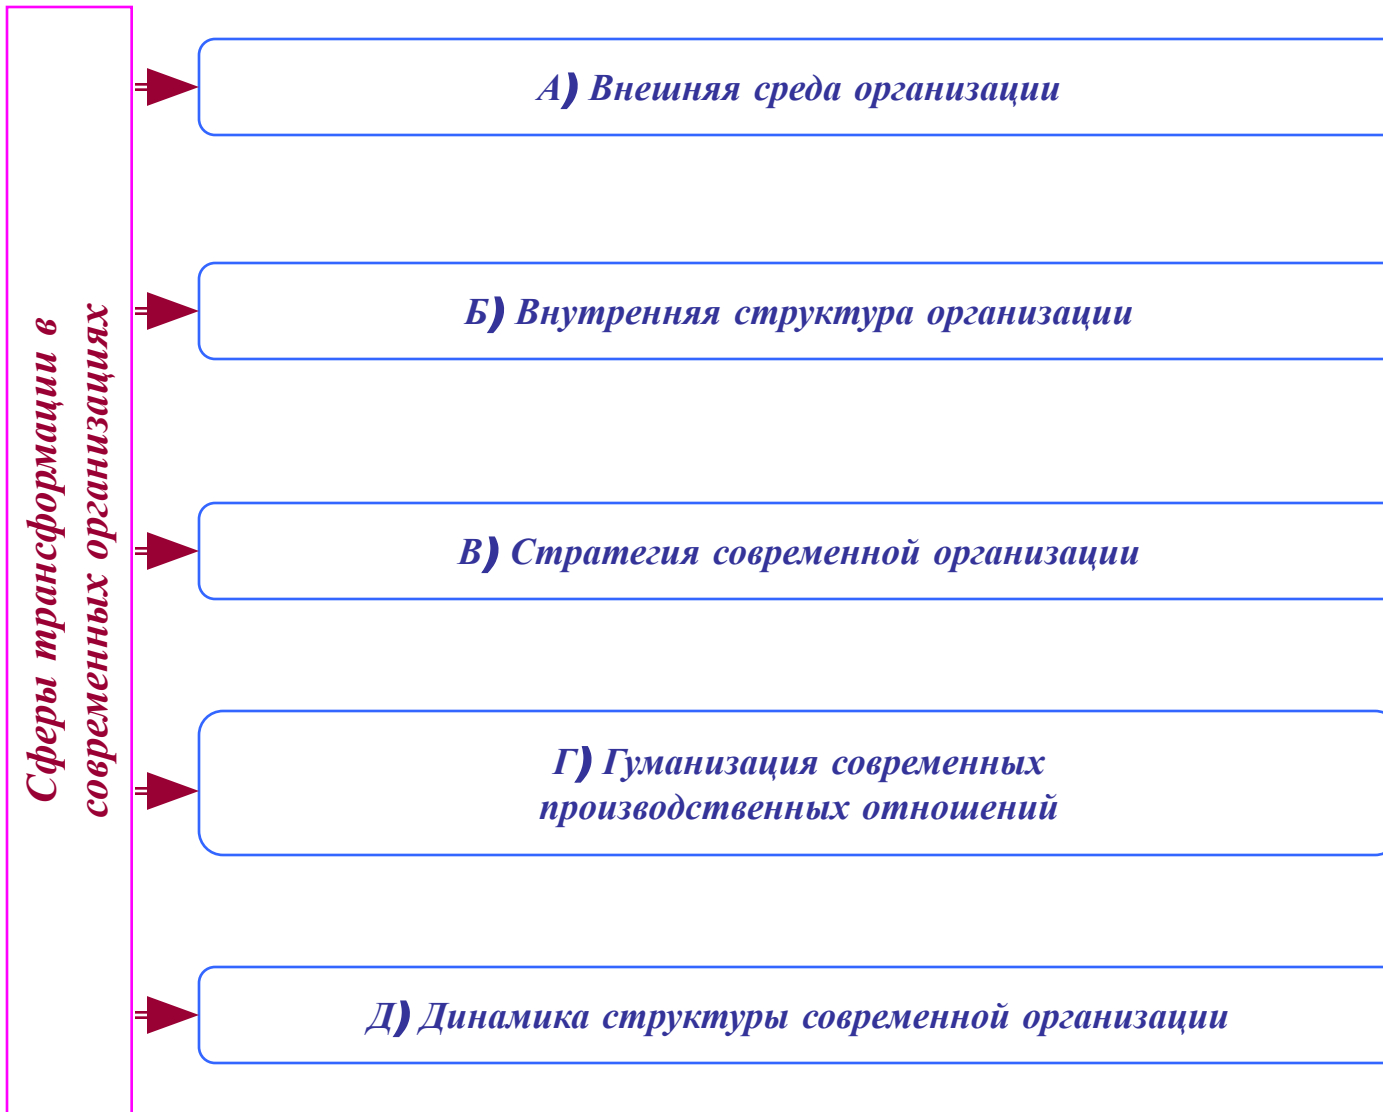 Сферы трансформации в
современных организациях
А) Внешняя среда организации
Б) Внутренняя структура организации
В) Стратегия современной организации
Г) Гуманизация современных
производственных отношений
Д) Динамика структуры современной организации